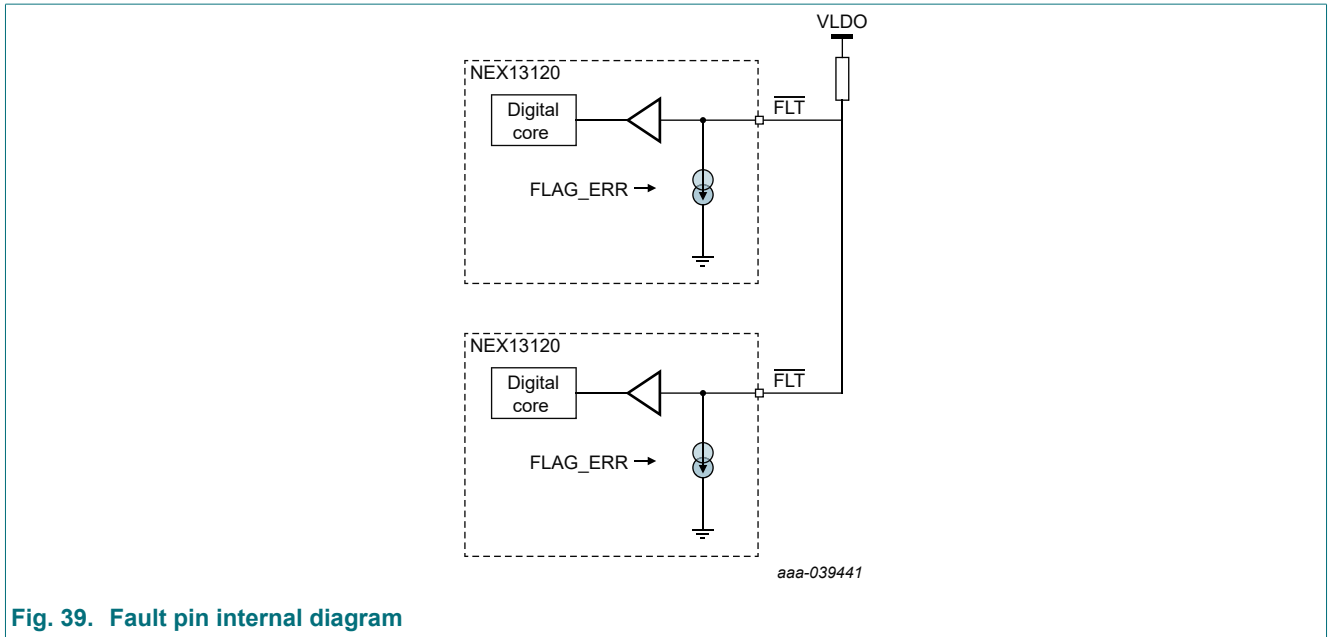 VLDO
NEX13120
Digital
core
FLT
FLAG_ERR
NEX13120
Digital
core
FLT
FLAG_ERR
aaa-039441
Fig. 39. Fault pin internal diagram